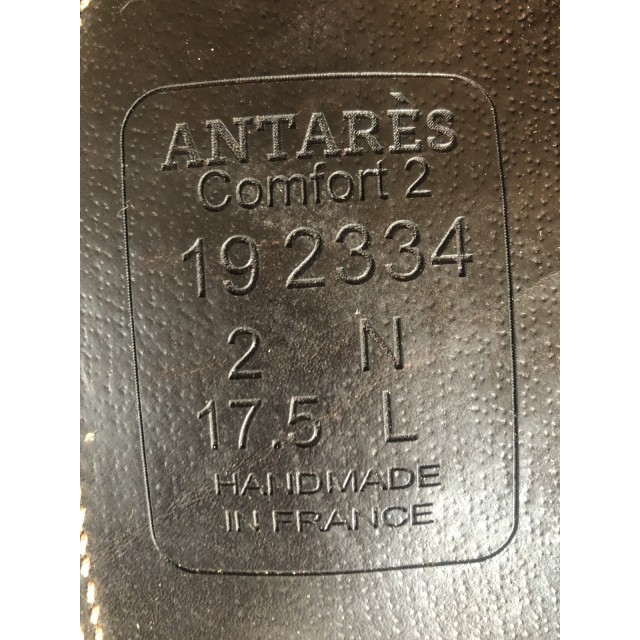 ANTARÈS
Comfort 2
19 2334
2 N
17.5 L
HANDMADE
IN FRANCE